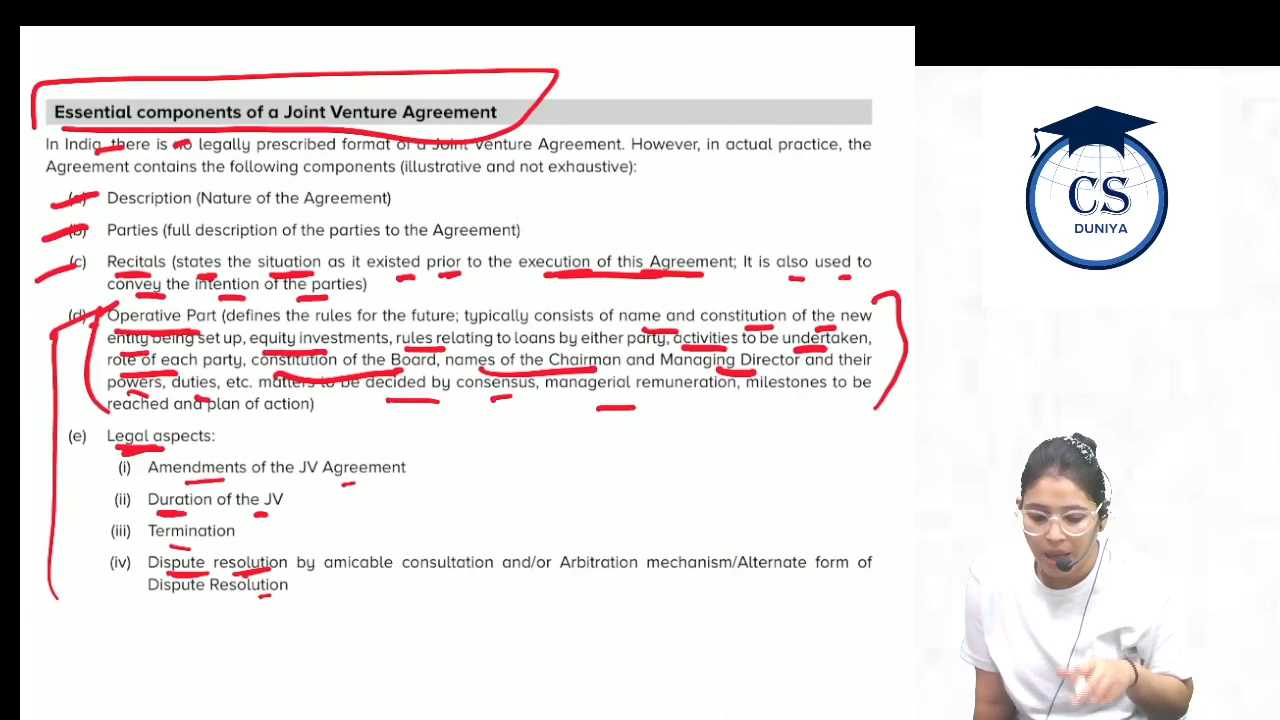 Essential components of a Joint Venture Agreement
In India there is no legally prescribed format of a Joint Venture Agreement. However, in actual practice, the
Agreement contains the following components (illustrative and not exhaustive):
(a) Description (Nature of the Agreement)
(b) Parties (full description of the parties to the Agreement)
(c) Recitals (states the situation as it existed prior to the execution of this Agreement; It is also used to
convey the intention of the parties)
(d) Operative Part (defines the rules for the future; typically consists of name and constitution of the new
entity being set up, equity investments, rules relating to loans by either party, activities to be undertaken,
role of each party, constitution of the Board, names of the Chairman and Managing Director and their
powers, duties, etc. matters to be decided by consensus, managerial remuneration, milestones to be
reached and plan of action)
(e) Legal aspects:
(i) Amendments of the JV Agreement
(ii) Duration of the JV
(iii) Termination
(iv) Dispute resolution by amicable consultation and/or Arbitration mechanism/Alternate form of
Dispute Resolution
CS
DUNIYA